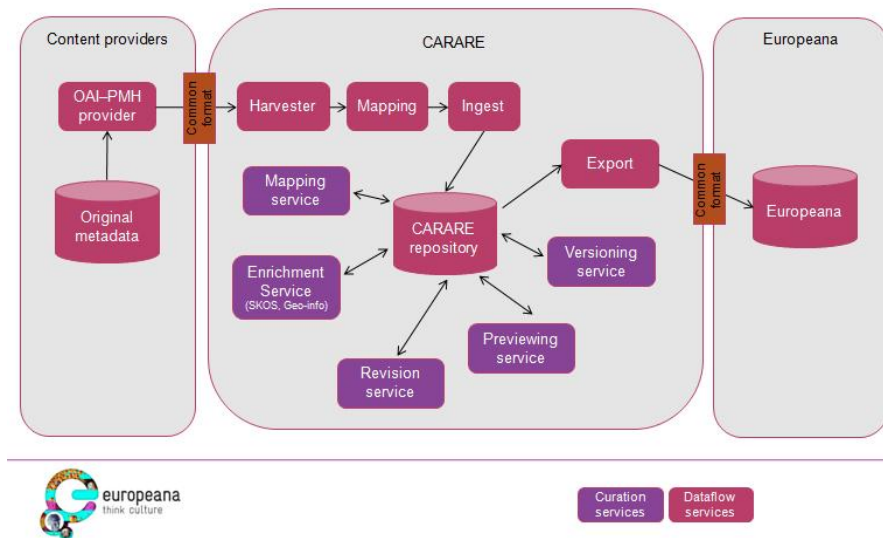 Content providers
CARARE
Europeana
OAI–PMH
provider
Common
format
Harvester
Mapping
Ingest
Export
Common
format
Original
metadata
Mapping
service
CARARE
repository
Europeana
Enrichment
Service
(SKOS, Geo-info)
Versioning
service
Previewing
service
Revision
service
europeana
think culture
Curation
services
Dataflow
services